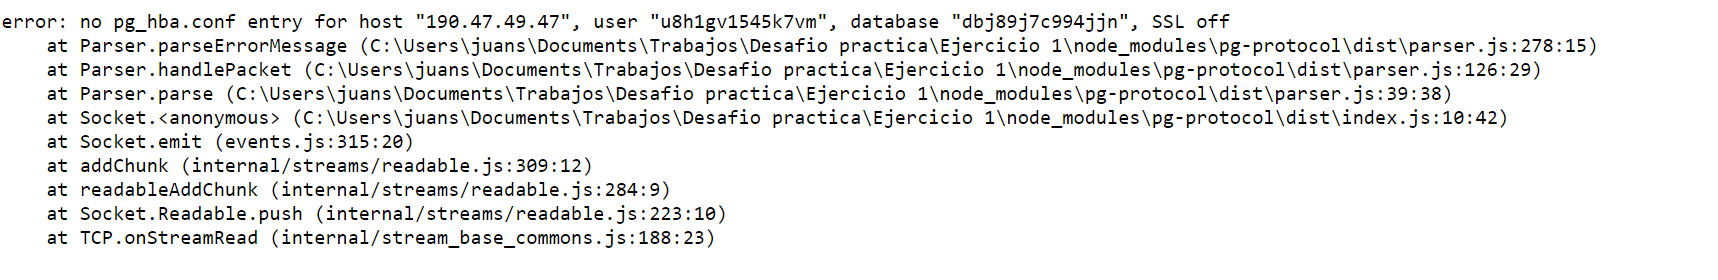 error: no pg_hba.conf entry for host "190.47.49.47", user "u8h1gv1545k7vm", database "dbj89j7c994jjn", SSL off
at Parser.parseErrorMessage (C:\Users\juans\Documents\Trabajos\Desafio practica\Ejercicio 1\node_modules\pg-protocol\dist\parser.js:278:15)
at Parser.handlePacket (C:\Users\juans\Documents\Trabajos\Desafio practica\Ejercicio 1\node_modules\pg-protocol\dist\parser.js:126:29)
at Parser.parse (C:\Users\juans\Documents\Trabajos\Desafio practica\Ejercicio 1\node_modules\pg-protocol\dist\parser.js:39:38)
at Socket.<anonymous> (C:\Users\juans\Documents\Trabajos\Desafio practica\Ejercicio 1\node_modules\pg-protocol\dist\index.js:10:42)
at Socket.emit (events.js:315:20)
at addChunk (internal/streams/readable.js:309:12)
at readableAddChunk (internal/streams/readable.js:284:9)
at Socket.Readable.push (internal/streams/readable.js:223:10)
at TCP.onStreamRead (internal/stream_base_commons.js:188:23)